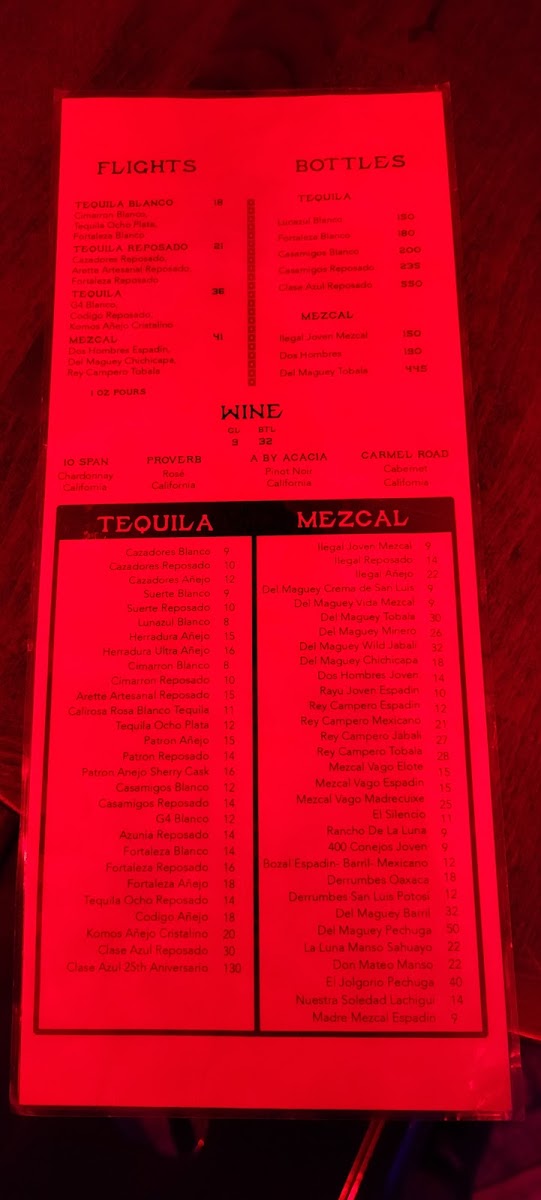 FLIGHTS
TEQUILA BLANCO 18
Cimarron Blanco,
Tequila Ocho Plata,
Fortaleza Blanco
TEQUILA REPOSADO 21
Cazadores Reposado,
Arette Artesanal Reposado,
Fortaleza Reposado
TEQUILA 36
G4 Blanco,
Codigo Reposado,
Komos Añejo Cristalino
MEZCAL 41
Dos Hombres Espadin,
Del Maguey Chichicapa,
Rey Campero Tobala
1 OZ POURS
BOTTLES
TEQUILA
Lunazul Blanco 150
Fortaleza Blanco 180
Casamigos Blanco 200
Casamigos Reposado 235
Clase Azul Reposado 550
MEZCAL
Ilegal Joven Mezcal 150
Dos Hombres 190
Del Maguey Tobala 445
WINE
GL BTL
9 32
10 SPAN
Chardonnay
California
PROVERB
Rosé
California
A BY ACACIA
Pinot Noir
California
CARMEL ROAD
Cabernet
California
TEQUILA
Cazadores Blanco 9
Cazadores Reposado 10
Cazadores Añejo 12
Suerte Blanco 9
Suerte Reposado 10
Lunazul Blanco 8
Herradura Añejo 15
Herradura Ultra Añejo 16
Cimarron Blanco 8
Cimarron Reposado 10
Arette Artesanal Reposado 15
Calirosa Rosa Blanco Tequila 11
Tequila Ocho Plata 12
Patron Añejo 15
Patron Reposado 14
Patron Anejo Sherry Cask 16
Casamigos Blanco 12
Casamigos Reposado 14
G4 Blanco 12
Azunia Reposado 14
Fortaleza Blanco 14
Fortaleza Reposado 16
Fortaleza Añejo 18
Tequila Ocho Reposado 14
Codigo Añejo 18
Komos Añejo Cristalino 20
Clase Azul Reposado 30
Clase Azul 25th Aniversario 130
MEZCAL
Ilegal Joven Mezcal 9
Ilegal Reposado 14
Ilegal Añejo 22
Del Maguey Crema de San Luis 9
Del Maguey Vida Mezcal 9
Del Maguey Tobala 30
Del Maguey Minero 26
Del Maguey Wild Jabali 32
Del Maguey Chichicapa 18
Dos Hombres Joven 14
Rayu Joven Espadin 10
Rey Campero Espadin 12
Rey Campero Mexicano 21
Rey Campero Jabali 27
Rey Campero Tobala 28
Mezcal Vago Elote 15
Mezcal Vago Espadin 15
Mezcal Vago Madrecuixe 25
El Silencio 11
Rancho De La Luna 9
400 Conejos Joven 9
Bozal Espadin- Barril- Mexicano 12
Derrumbes Oaxaca 18
Derrumbes San Luis Potosi 12
Del Maguey Barril 32
Del Maguey Pechuga 50
La Luna Manso Sahuayo 22
Don Mateo Manso 22
El Jolgorio Pechuga 40
Nuestra Soledad Lachigui 14
Madre Mezcal Espadin 9